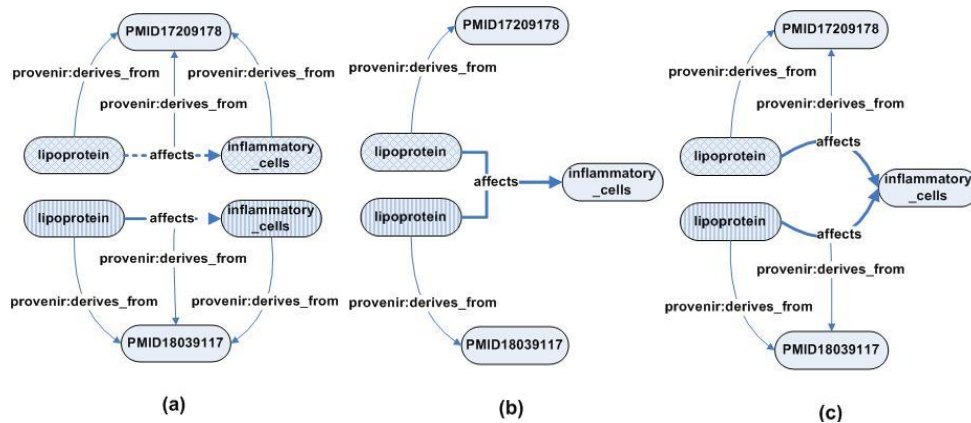 PMID17209178
provenir:derives_from
provenir:derives_from
provenir:derives_from
lipoprotein
affects
inflammatory
_cells
lipoprotein
affects
inflammatory
_cells
provenir:derives_from
provenir:derives_from
provenir:derives_from
PMID18039117
(a)
PMID17209178
provenir:derives_from
lipoprotein
affects
inflammatory
_cells
lipoprotein
provenir:derives_from
PMID18039117
(b)
PMID17209178
provenir:derives_from
provenir:derives_from
lipoprotein
affects
inflammatory
_cells
lipoprotein
affects
provenir:derives_from
provenir:derives_from
PMID18039117
(c)